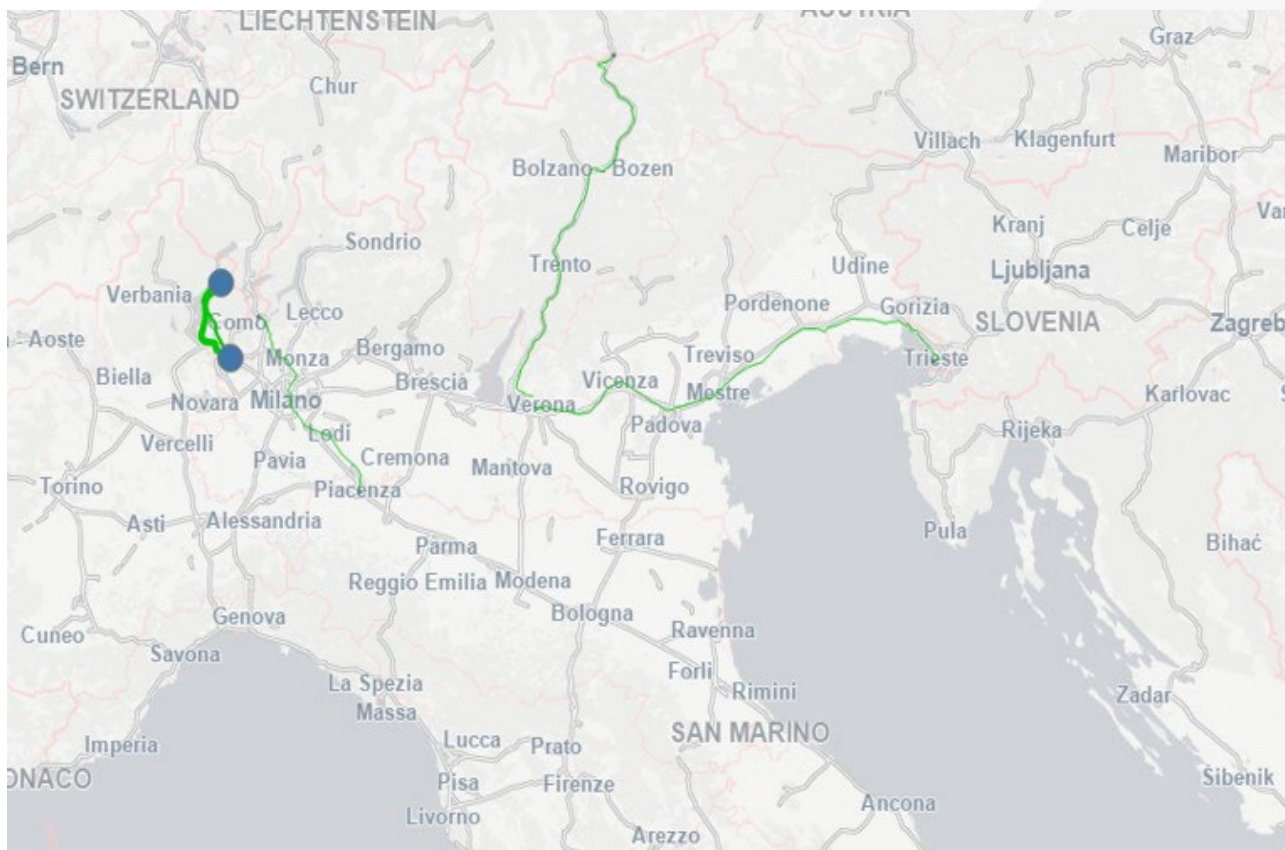 LIECHTENSTEIN
AUSTRIA
Graz
Bern
Chur
SWITZERLAND
Villach
Klagenfurt
Maribor
Bolzano - Bozen
Kranj
Celje
Sondrio
Trento
Udine
Ljubljana
Verbania
Pordenone
Gorizia
Como
Lecco
SLOVENIA
Zagreb
- Aoste
Monza
Bergamo
Treviso
Trieste
Biella
Brescia
Vicenza
Mestre
Karlovac
Novara
Milano
Verona
Padova
Rijeka
Vercelli
Lodi
Pavia
Cremona
Mantova
Torino
Piacenza
Rovigo
Asti
Alessandria
Pula
Parma
Ferrara
Bihać
Reggio Emilia
Modena
Genova
Bologna
Cuneo
Ravenna
Savona
Forlì
La Spezia
Rimini
Massa
Zadar
Imperia
Lucca
Prato
SAN MARINO
ONACO
Pisa
Firenze
Šibenik
Livorno
Ancona
Arezzo